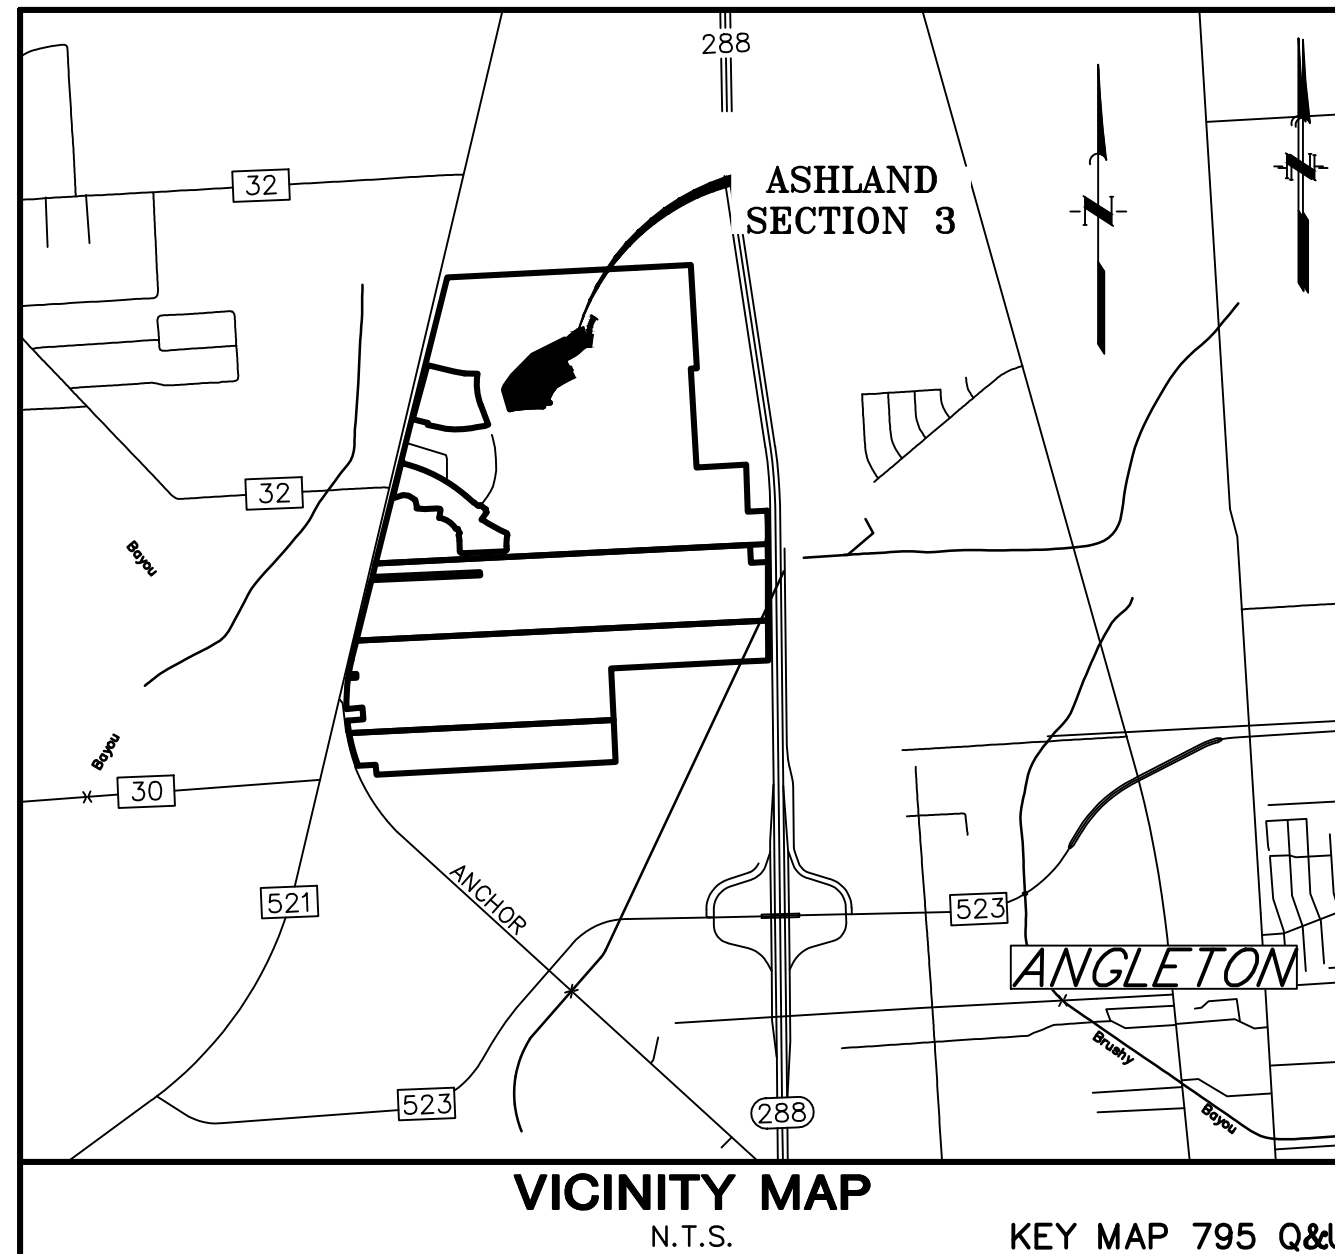 288
ASHLAND
SECTION 3
32
32
Bayou
Bayou
30
521
ANCHOR
523
ANGLETON
Brushy
Bayou
523
288
VICINITY MAP
N.T.S.
KEY MAP 795 Q&U